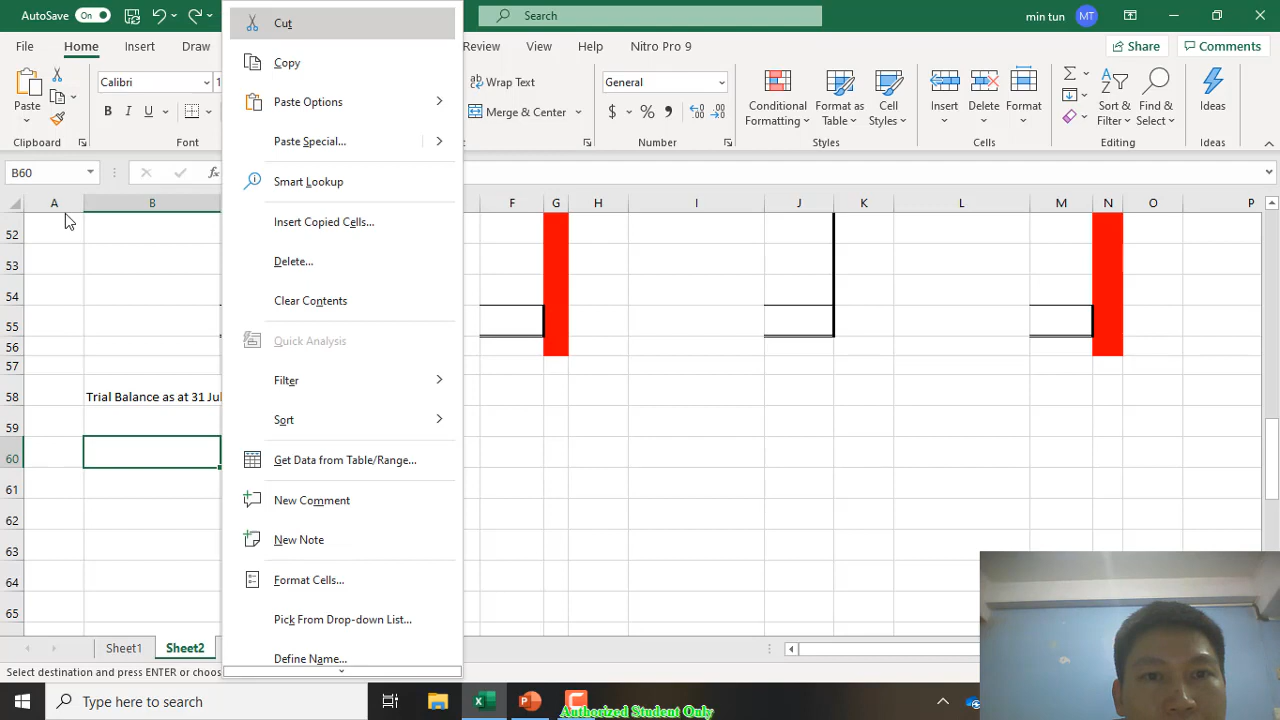 AutoSave On Search min tun MT
File Home Insert Draw Review View Help Nitro Pro 9 Share Comments
Paste Calibri B I U Wrap Text Merge & Center General $ % , Conditional Formatting Format as Table Cell Styles Insert Delete Format Sort & Filter Find & Select Ideas
Clipboard Font Styles Cells Editing Ideas
B60 fx
A B F G H I J K L M N O P
52
53
54
55
56
57
58 Trial Balance as at 31 Jul
59
60
61
62
63
64
65
Cut
Copy
Paste Options
Paste Special...
Smart Lookup
Insert Copied Cells...
Delete...
Clear Contents
Quick Analysis
Filter
Sort
Get Data from Table/Range...
New Comment
New Note
Format Cells...
Pick From Drop-down List...
Define Name...
Sheet1 Sheet2
Select destination and press ENTER or choos
Type here to search
Authorized Student Only